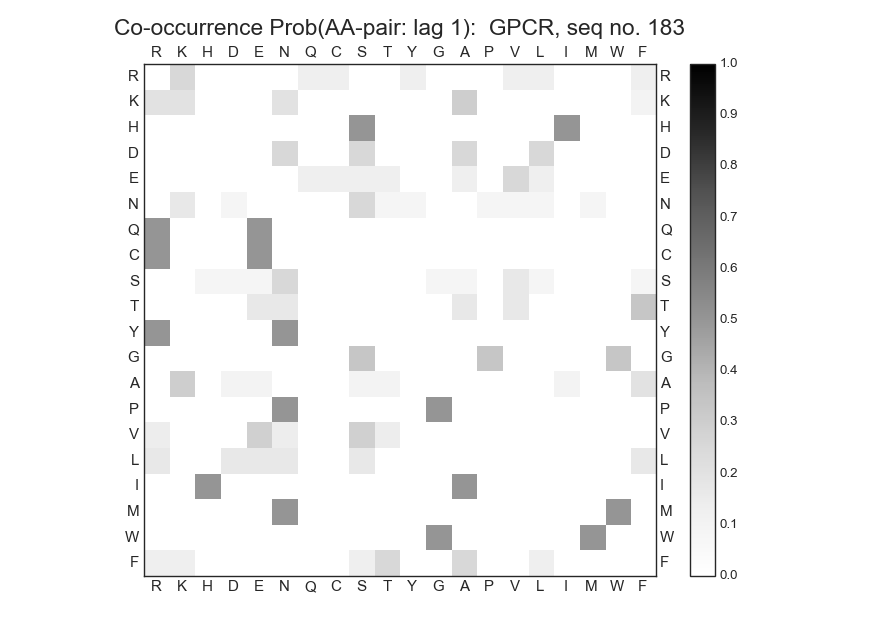 Co-occurrence Prob(AA-pair: lag 1):  GPCR, seq no. 183
R K H D E N Q C S T Y G A P V L I M W F
R R 1.0
K K
H H 0.9
D D 0.8
E E
N N 0.7
Q Q
C C 0.6
S S
T T 0.5
Y Y
G G 0.4
A A
P P 0.3
V V
L L 0.2
I I
M M 0.1
W W
F F 0.0
R K H D E N Q C S T Y G A P V L I M W F